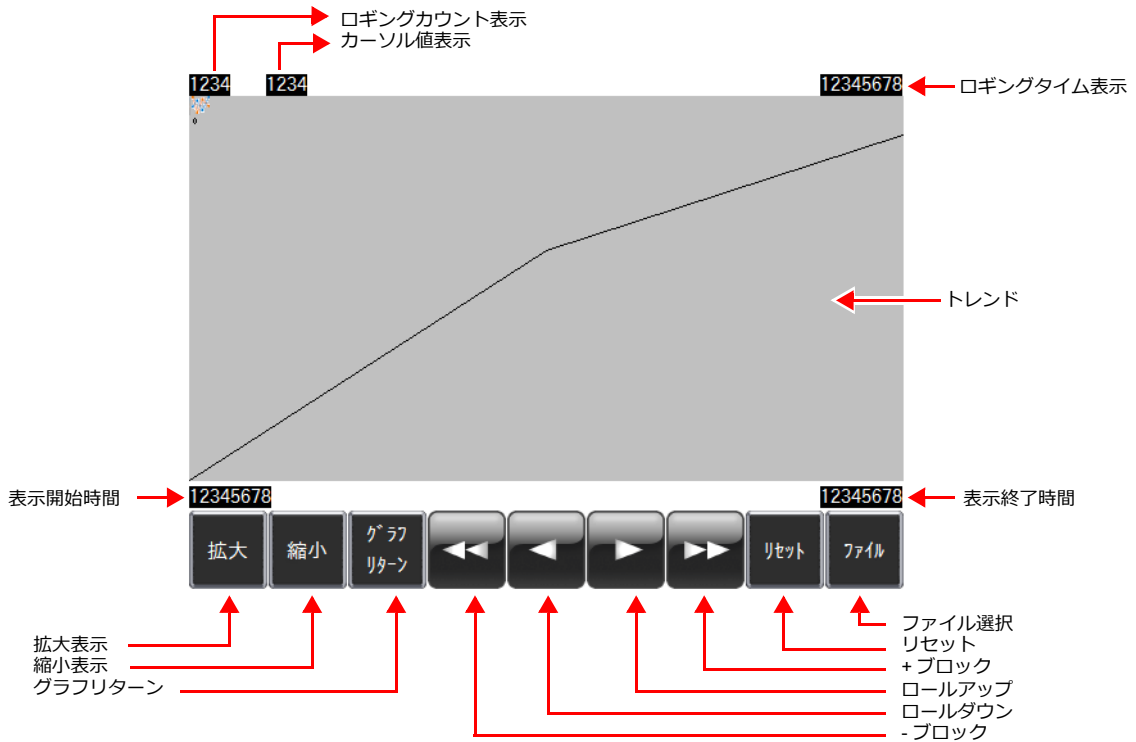 ロギングカウント表示
カーソル値表示
1234
1234
12345678
ロギングタイム表示
0
トレンド
表示開始時間
12345678
12345678
表示終了時間
拡大
縮小
グラフ
リターン
リセット
ファイル
拡大表示
縮小表示
グラフリターン
ファイル選択
リセット
+ ブロック
ロールアップ
ロールダウン
- ブロック